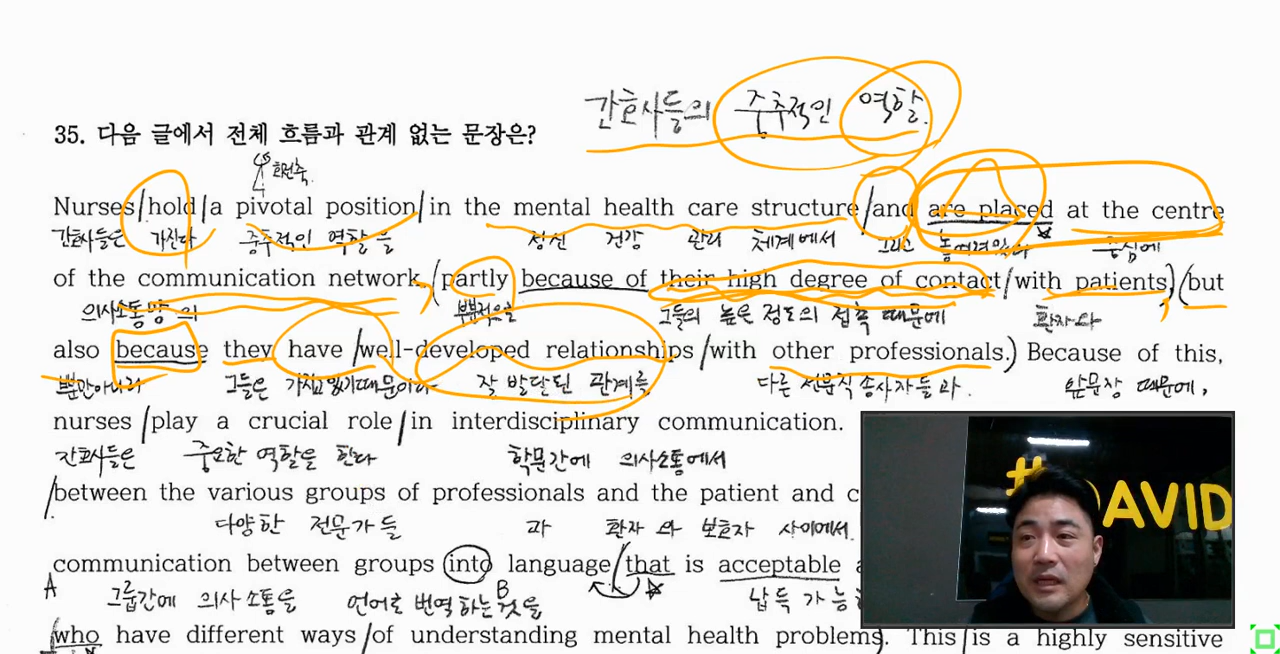 간호사들의 중추적인 역할.
35. 다음 글에서 전체 흐름과 관계 없는 문장은?
회전축.
Nurses/hold/a pivotal position/in the mental health care structure/and are placed at the centre
간호사들은 가진다 중추적인 역할을 정신 건강 관리 체계에서 그리고 놓여져있다 중심에
of the communication network, (partly because of their high degree of contact/with patients,) (but
의사소통망의 부분적으로 그들의 높은 정도의 접촉 때문에 환자와
also because they have/well-developed relationships/with other professionals.) Because of this,
뿐만아니라 그들은 가지고있기때문이다 잘 발달된 관계를 다른 전문직 종사자들과. 앞문장 때문에,
nurses/play a crucial role/in interdisciplinary communication.
간호사들은 중요한 역할을 한다 학문간에 의사소통에서
/between the various groups of professionals and the patient and c
다양한 전문가들 과 환자와 보호자 사이에서.
communication between groups into language/that is acceptable
A 그룹간에 의사소통을 언어로 번역하는 것을 B 납득 가능
/who have different ways/of understanding mental health problems. This/is a highly sensitive
#DAVID